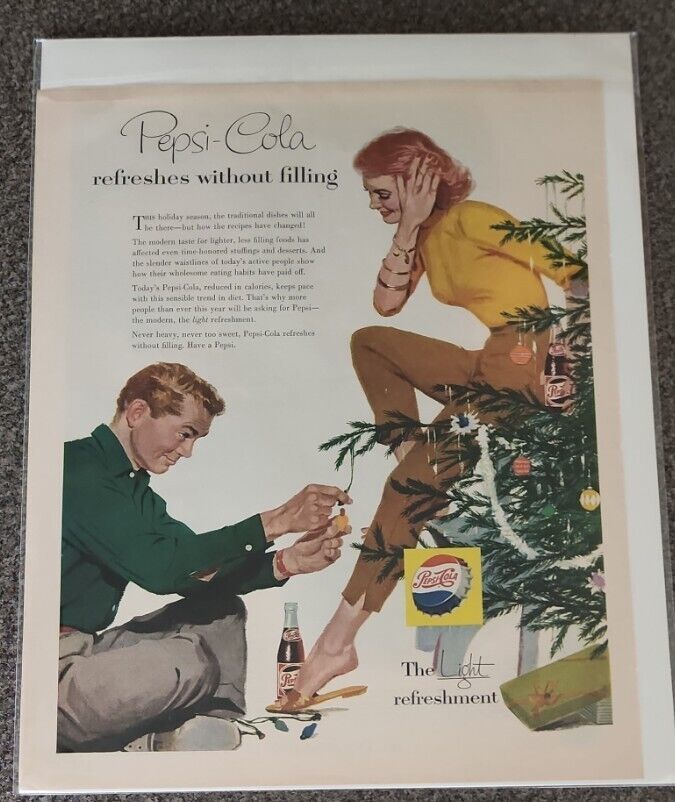 Pepsi-Cola
refreshes without filling
THIS holiday season, the traditional dishes will all
be there—but how the recipes have changed!
The modern taste for lighter, less filling foods has
affected even time-honored stuffings and desserts. And
the slender waistlines of today's active people show
how their wholesome eating habits have paid off.
Today's Pepsi-Cola, reduced in calories, keeps pace
with this sensible trend in diet. That's why more
people than ever this year will be asking for Pepsi—
the modern, the light refreshment.
Never heavy, never too sweet, Pepsi-Cola refreshes
without filling. Have a Pepsi.
PEPSI-COLA
The Light
refreshment